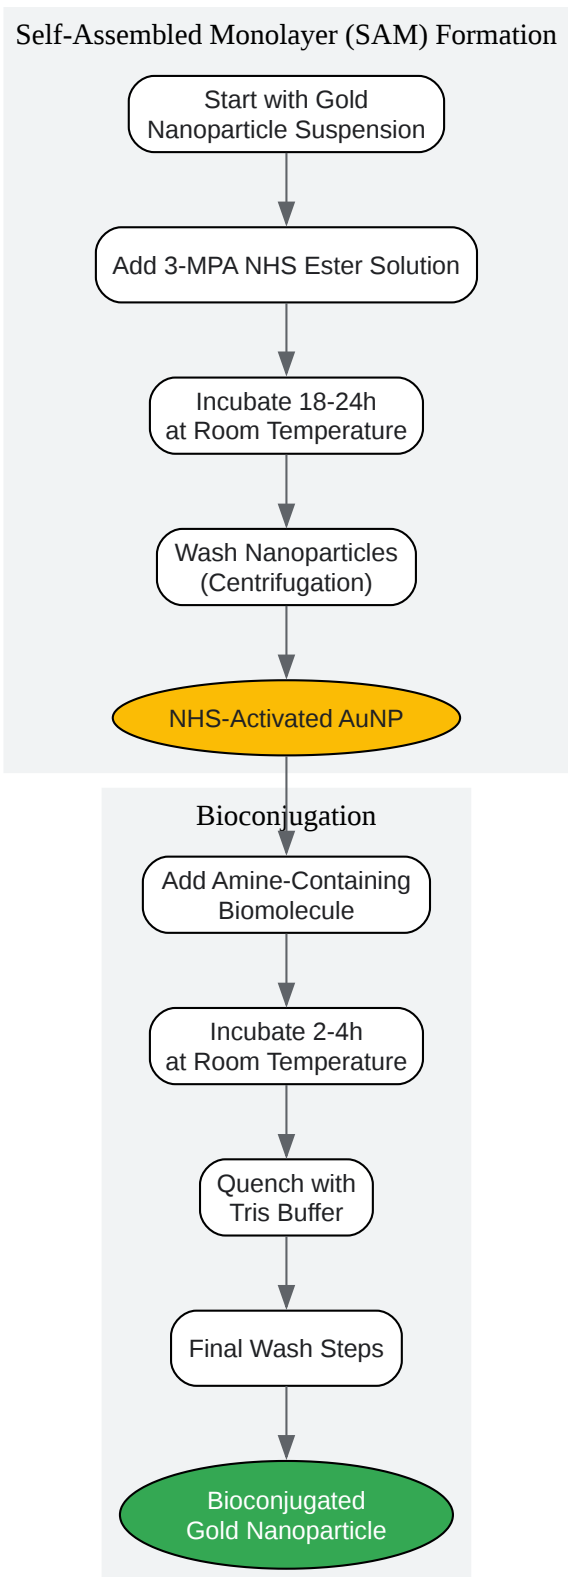 Self-Assembled Monolayer (SAM) Formation
Start with Gold
Nanoparticle Suspension
Add 3-MPA NHS Ester Solution
Incubate 18-24h
at Room Temperature
Wash Nanoparticles
(Centrifugation)
NHS-Activated AuNP
Bioconjugation
Add Amine-Containing
Biomolecule
Incubate 2-4h
at Room Temperature
Quench with
Tris Buffer
Final Wash Steps
Bioconjugated
Gold Nanoparticle